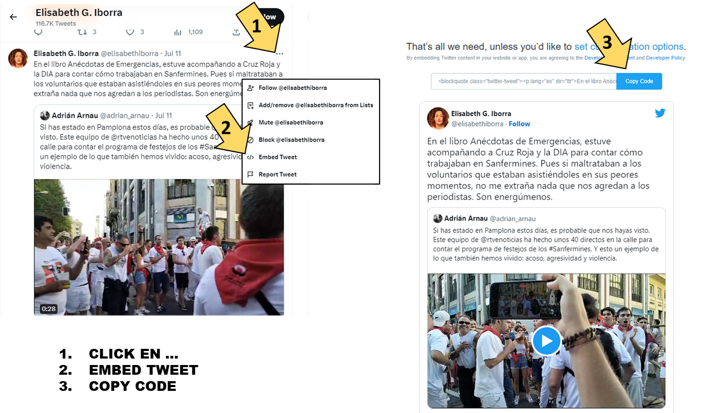 Elisabeth G. Iborra
116.7K Tweets
3
3
1,109
Elisabeth G. Iborra @elisabethiborra · Jul 11
En el libro Anécdotas de Emergencias, estuve acompañando a Cruz Roja y
la DIA para contar cómo trabajaban en Sanfermines. Pues si maltrataban a
los voluntarios que estaban asistiéndoles en sus peores momentos, no
me extraña nada que agredan a los periodistas. Son energúmenos.
Adrián Arnau @adrian_arnau · Jul 11
Si has estado en Pamplona estos días, es probable que
visto. Este equipo de @rtvenoticias ha hecho unos 40 dir
calle para contar el programa de festejos de los #Sanferm
un ejemplo de lo que también hemos vivido: acoso, agresividad y
violencia.
0:28
1
2
Follow @elisabethiborra
Add/remove @elisabethiborra from Lists
Mute @elisabethiborra
Block @elisabethiborra
Embed Tweet
Report Tweet
1. CLICK EN ...
2. EMBED TWEET
3. COPY CODE
3
That's all we need, unless you'd like to set customization options.
By embedding Twitter content in your website or app, you are agreeing to the Developer Agreement and Developer Policy.
<blockquote class="twitter-tweet"><p lang="es" dir="ltr">En el libro Anéc
Copy Code
Elisabeth G. Iborra
@elisabethiborra · Follow
En el libro Anécdotas de Emergencias, estuve
acompañando a Cruz Roja y la DIA para contar cómo
trabajaban en Sanfermines. Pues si maltrataban a los
voluntarios que estaban asistiéndoles en sus peores
momentos, no me extraña nada que nos agredan a los
periodistas. Son energúmenos.
Adrián Arnau @adrian_arnau
Si has estado en Pamplona estos días, es probable que nos hayas visto.
Este equipo de @rtvenoticias ha hecho unos 40 directos en la calle para
contar el programa de festejos de los #Sanfermines. Y esto un ejemplo de
lo que también hemos vivido: acoso, agresividad y violencia.